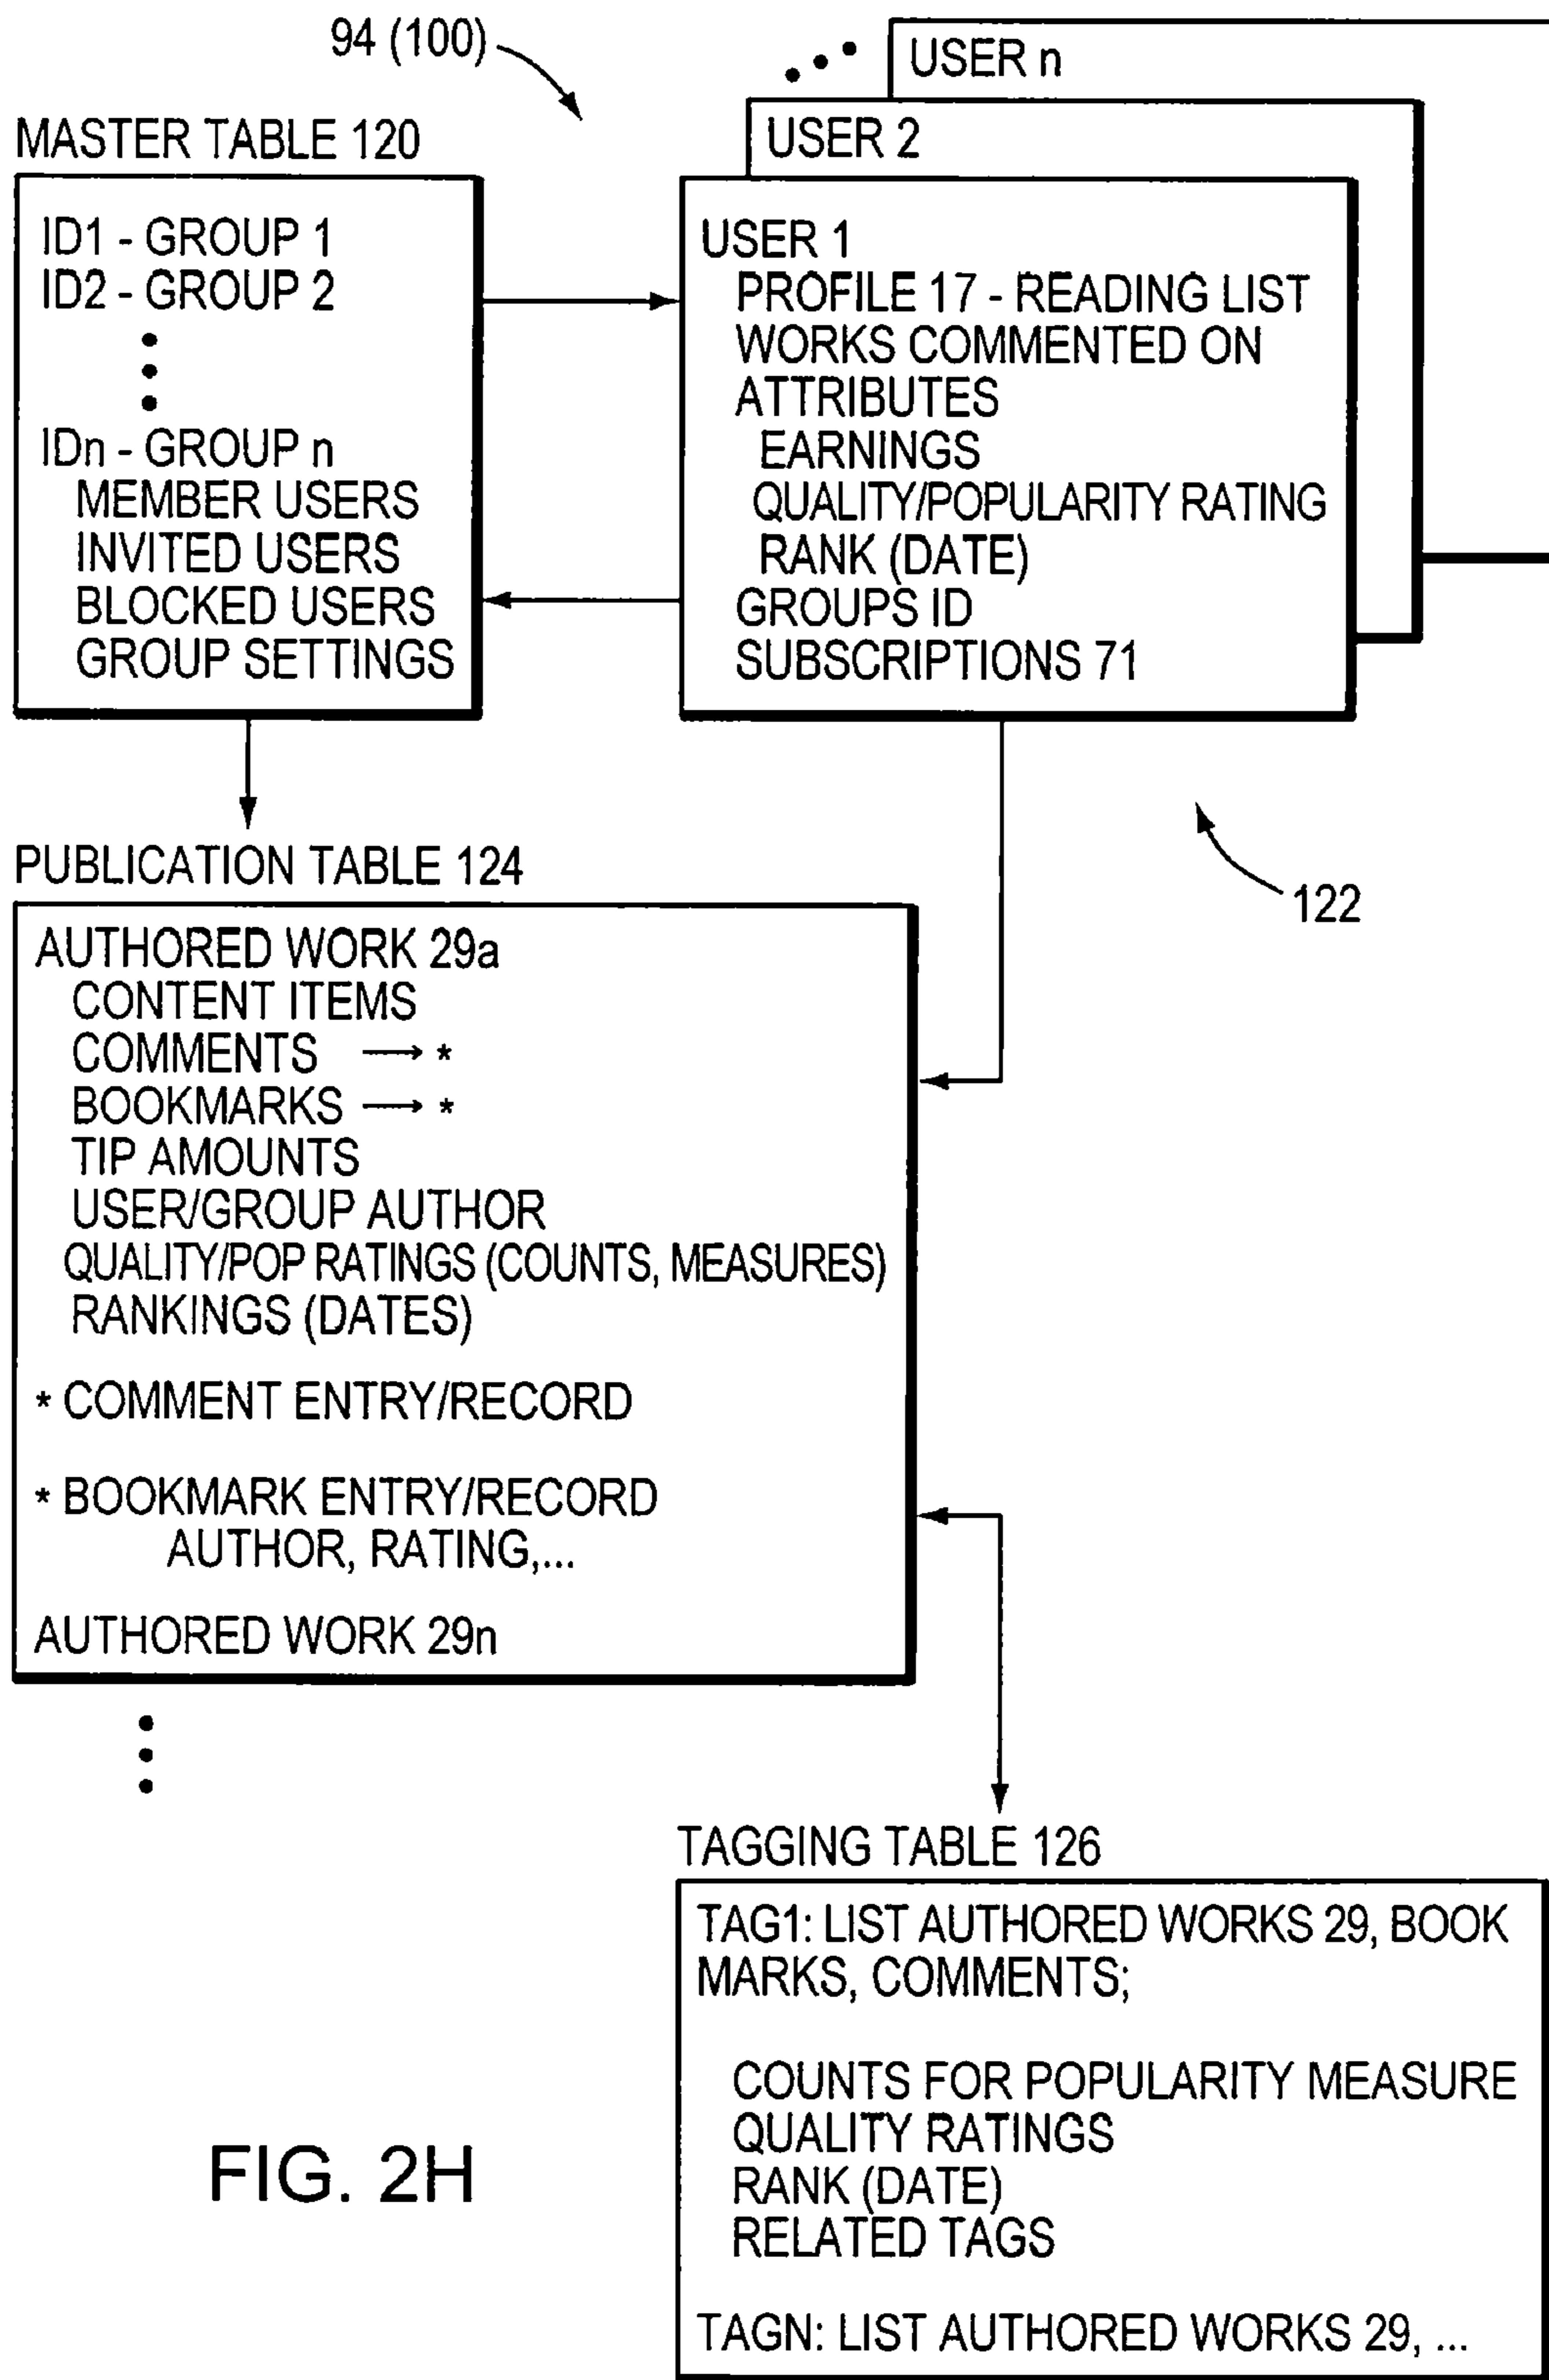 94 (100)
USER n
USER 2
MASTER TABLE 120
ID1 - GROUP 1
ID2 - GROUP 2
IDn - GROUP n
MEMBER USERS
INVITED USERS
BLOCKED USERS
GROUP SETTINGS
USER 1
PROFILE 17 - READING LIST
WORKS COMMENTED ON
ATTRIBUTES
EARNINGS
QUALITY/POPULARITY RATING
RANK (DATE)
GROUPS ID
SUBSCRIPTIONS 71
122
PUBLICATION TABLE 124
AUTHORED WORK 29a
CONTENT ITEMS
COMMENTS → *
BOOKMARKS → *
TIP AMOUNTS
USER/GROUP AUTHOR
QUALITY/POP RATINGS (COUNTS, MEASURES)
RANKINGS (DATES)
* COMMENT ENTRY/RECORD
* BOOKMARK ENTRY/RECORD
AUTHOR, RATING,...
AUTHORED WORK 29n
TAGGING TABLE 126
TAG1: LIST AUTHORED WORKS 29, BOOK
MARKS, COMMENTS;
COUNTS FOR POPULARITY MEASURE
QUALITY RATINGS
RANK (DATE)
RELATED TAGS
TAGN: LIST AUTHORED WORKS 29, ...
FIG. 2H